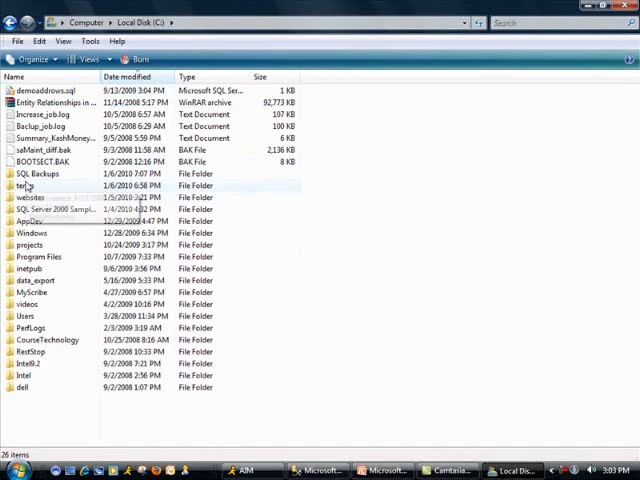 Computer ▸ Local Disk (C:) ▸
Search
File Edit View Tools Help
Organize Views Burn
Name Date modified Type Size
demoaddrows.sql 9/13/2009 3:04 PM Microsoft SQL Ser... 1 KB
Entity Relationships in ... 11/14/2008 5:17 PM WinRAR archive 92,773 KB
Increase_job.log 10/5/2008 6:57 AM Text Document 107 KB
Baclup_job.log 10/5/2008 6:29 AM Text Document 100 KB
Summary_KashMoney... 9/5/2008 5:59 PM Text Document 6 KB
saMaint_diff.bak 9/3/2008 11:58 AM BAK File 2,136 KB
BOOTSECT.BAK 9/2/2008 12:16 PM BAK File 8 KB
SQL Backups 1/6/2010 7:07 PM File Folder
1/6/2010 6:58 PM File Folder
websites 1/5/2010 3:21 PM File Folder
SQL Server 2000 Sampl... 1/4/2010 4:32 PM File Folder
AppDev 12/29/2009 4:47 PM File Folder
Windows 12/28/2009 6:34 PM File Folder
projects 10/24/2009 3:17 PM File Folder
Program Files 10/7/2009 7:33 PM File Folder
inetpub 9/6/2009 3:56 PM File Folder
data_export 5/16/2009 5:33 PM File Folder
MyScribe 4/27/2009 6:57 PM File Folder
videos 4/2/2009 10:16 PM File Folder
Users 3/28/2009 11:34 PM File Folder
PerfLogs 2/3/2009 3:19 AM File Folder
CourseTechnology 10/25/2008 8:16 AM File Folder
RestStop 9/2/2008 10:33 PM File Folder
Intel9.2 9/2/2008 7:21 PM File Folder
Intel 9/2/2008 2:56 PM File Folder
dell 9/2/2008 1:07 PM File Folder
26 items
AIM Microsoft... Microsoft... Camtasia... Local Dis... 3:03 PM